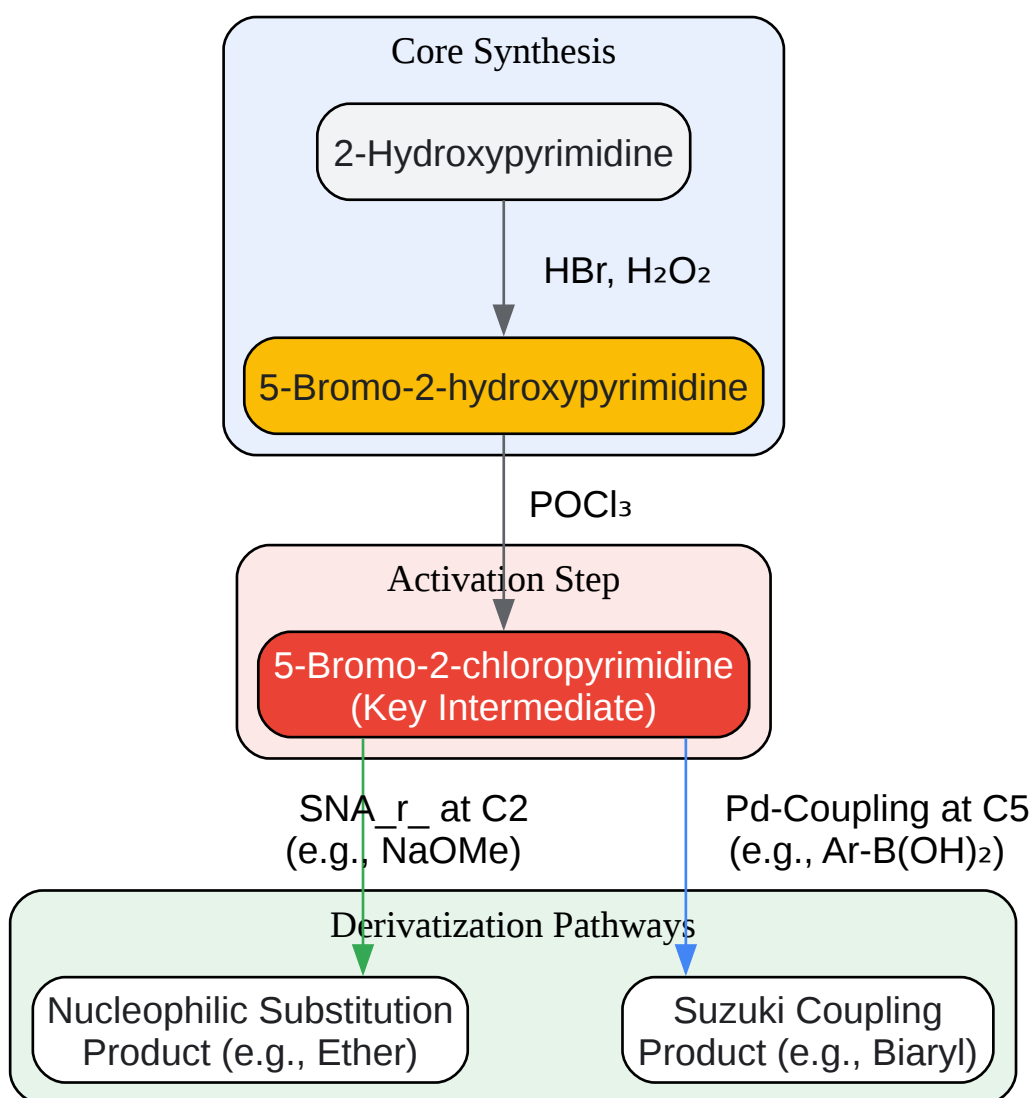 Core Synthesis
2-Hydroxypyrimidine
HBr, H₂O₂
5-Bromo-2-hydroxypyrimidine
POCl₃
Activation Step
5-Bromo-2-chloropyrimidine
(Key Intermediate)
SNA_r_ at C2
(e.g., NaOMe)
Pd-Coupling at C5
(e.g., Ar-B(OH)₂)
Derivatization Pathways
Nucleophilic Substitution
Product (e.g., Ether)
Suzuki Coupling
Product (e.g., Biaryl)